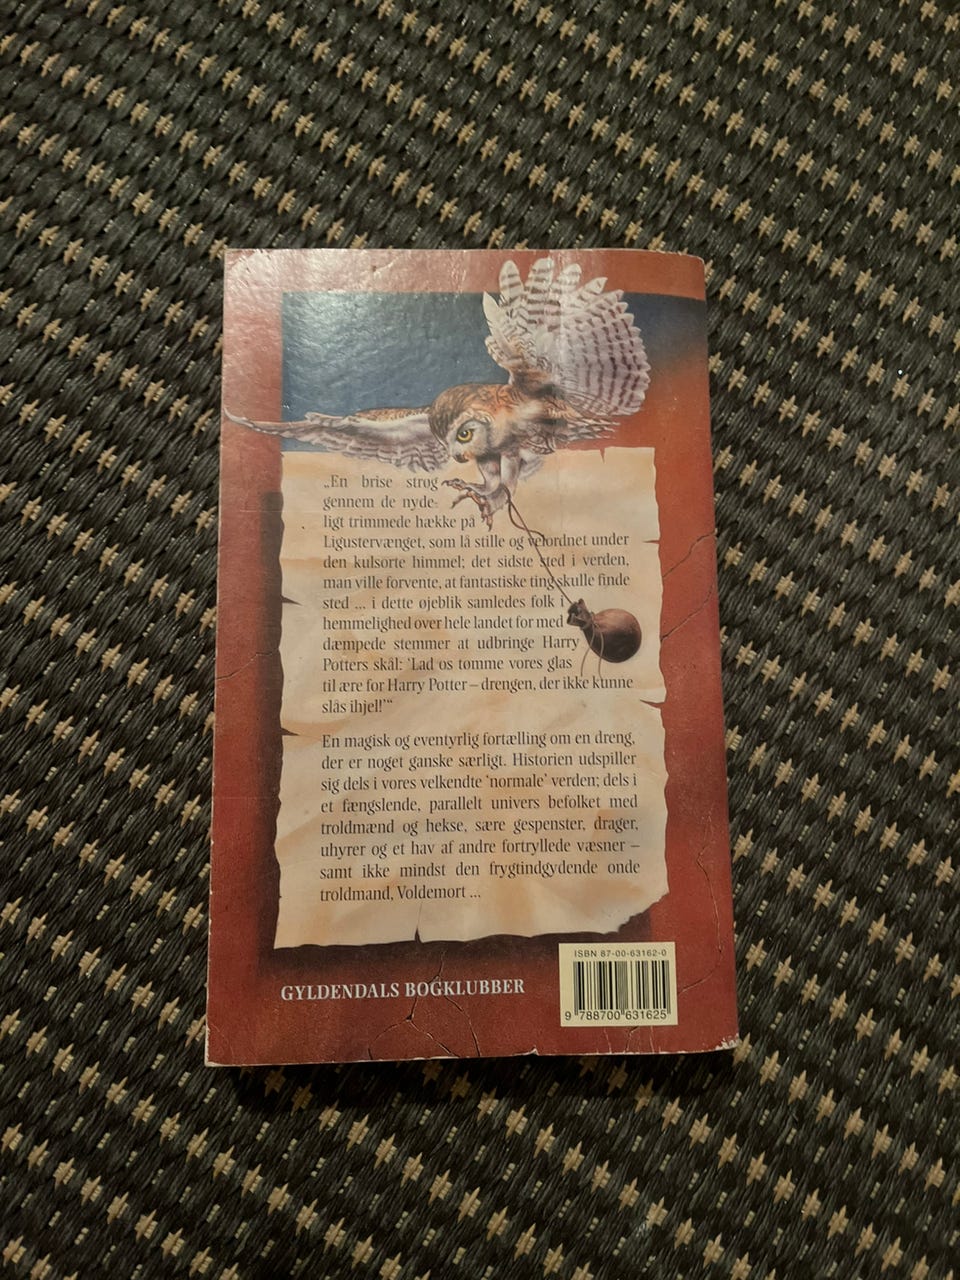 „En brise strøg
gennem de nyde-
ligt trimmede hække på
Ligustervænget, som lå stille og velordnet under
den kulsorte himmel; det sidste sted i verden,
man ville forvente, at fantastiske ting skulle finde
sted ... i dette øjeblik samledes folk i
hemmelighed over hele landet for med
dæmpede stemmer at udbringe Harry
Potters skål: ‘Lad os tømme vores glas
til ære for Harry Potter – drengen, der ikke kunne
slås ihjel!’“
En magisk og eventyrlig fortælling om en dreng,
der er noget ganske særligt. Historien udspiller
sig dels i vores velkendte ‘normale’ verden; dels i
et fængslende, parallelt univers befolket med
troldmænd og hekse, sære gespenster, drager,
uhyrer og et hav af andre fortryllede væsner –
samt ikke mindst den frygtindgydende onde
troldmand, Voldemort ...
GYLDENDALS BOGKLUBBER
ISBN 87-00-63162-0
9 788700 631625